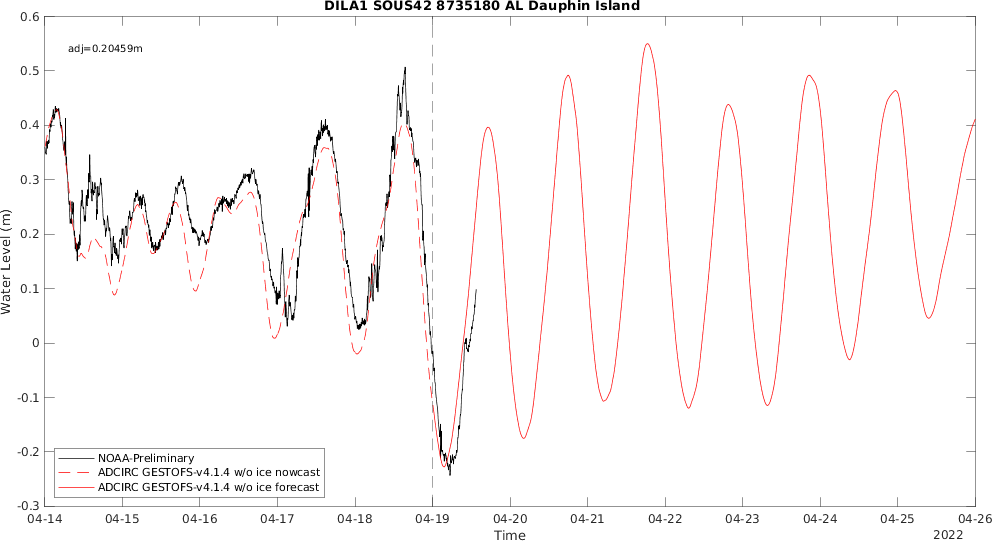 DILA1 SOUS42 8735180 AL Dauphin Island
adj=0.20459m
Water Level (m)
0.6
0.5
0.4
0.3
0.2
0.1
0
-0.1
-0.2
-0.3
NOAA-Preliminary
ADCIRC GESTOFS-v4.1.4 w/o ice nowcast
ADCIRC GESTOFS-v4.1.4 w/o ice forecast
04-14 04-15 04-16 04-17 04-18 04-19 04-20 04-21 04-22 04-23 04-24 04-25 04-26
Time
2022